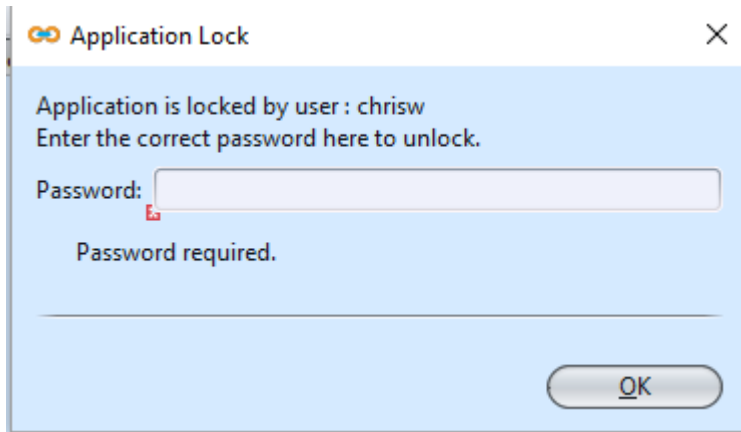 Application Lock
Application is locked by user : chrisw
Enter the correct password here to unlock.
Password:
Password required.
OK